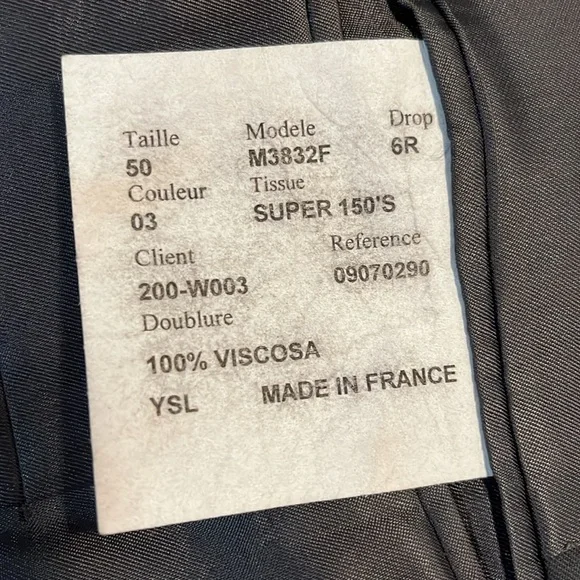 Taille Modele Drop
50 M3832F 6R
Couleur Tissue
03 SUPER 150'S
Client Reference
200-W003 09070290
Doublure
100% VISCOSA
YSL MADE IN FRANCE